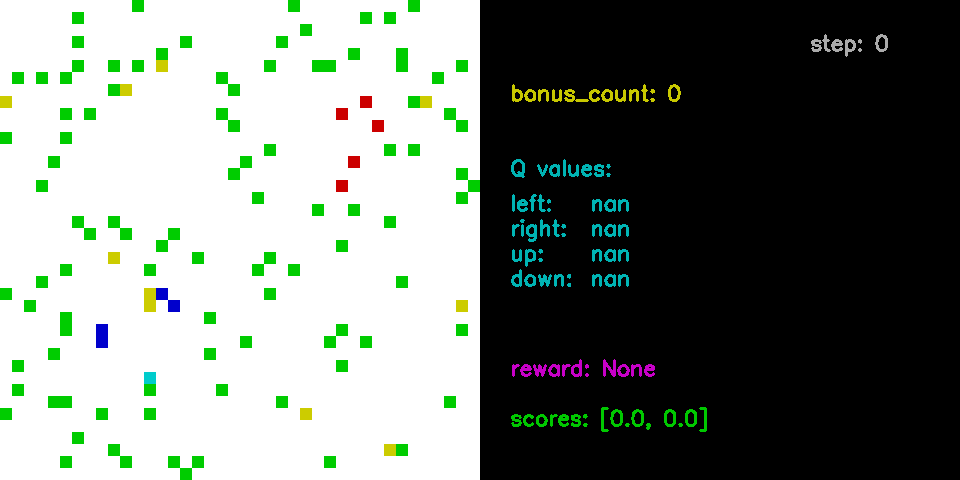 step: 0
bonus_count: 0
Q values:
left: nan
right: nan
up: nan
down: nan
reward: None
scores: [0.0, 0.0]